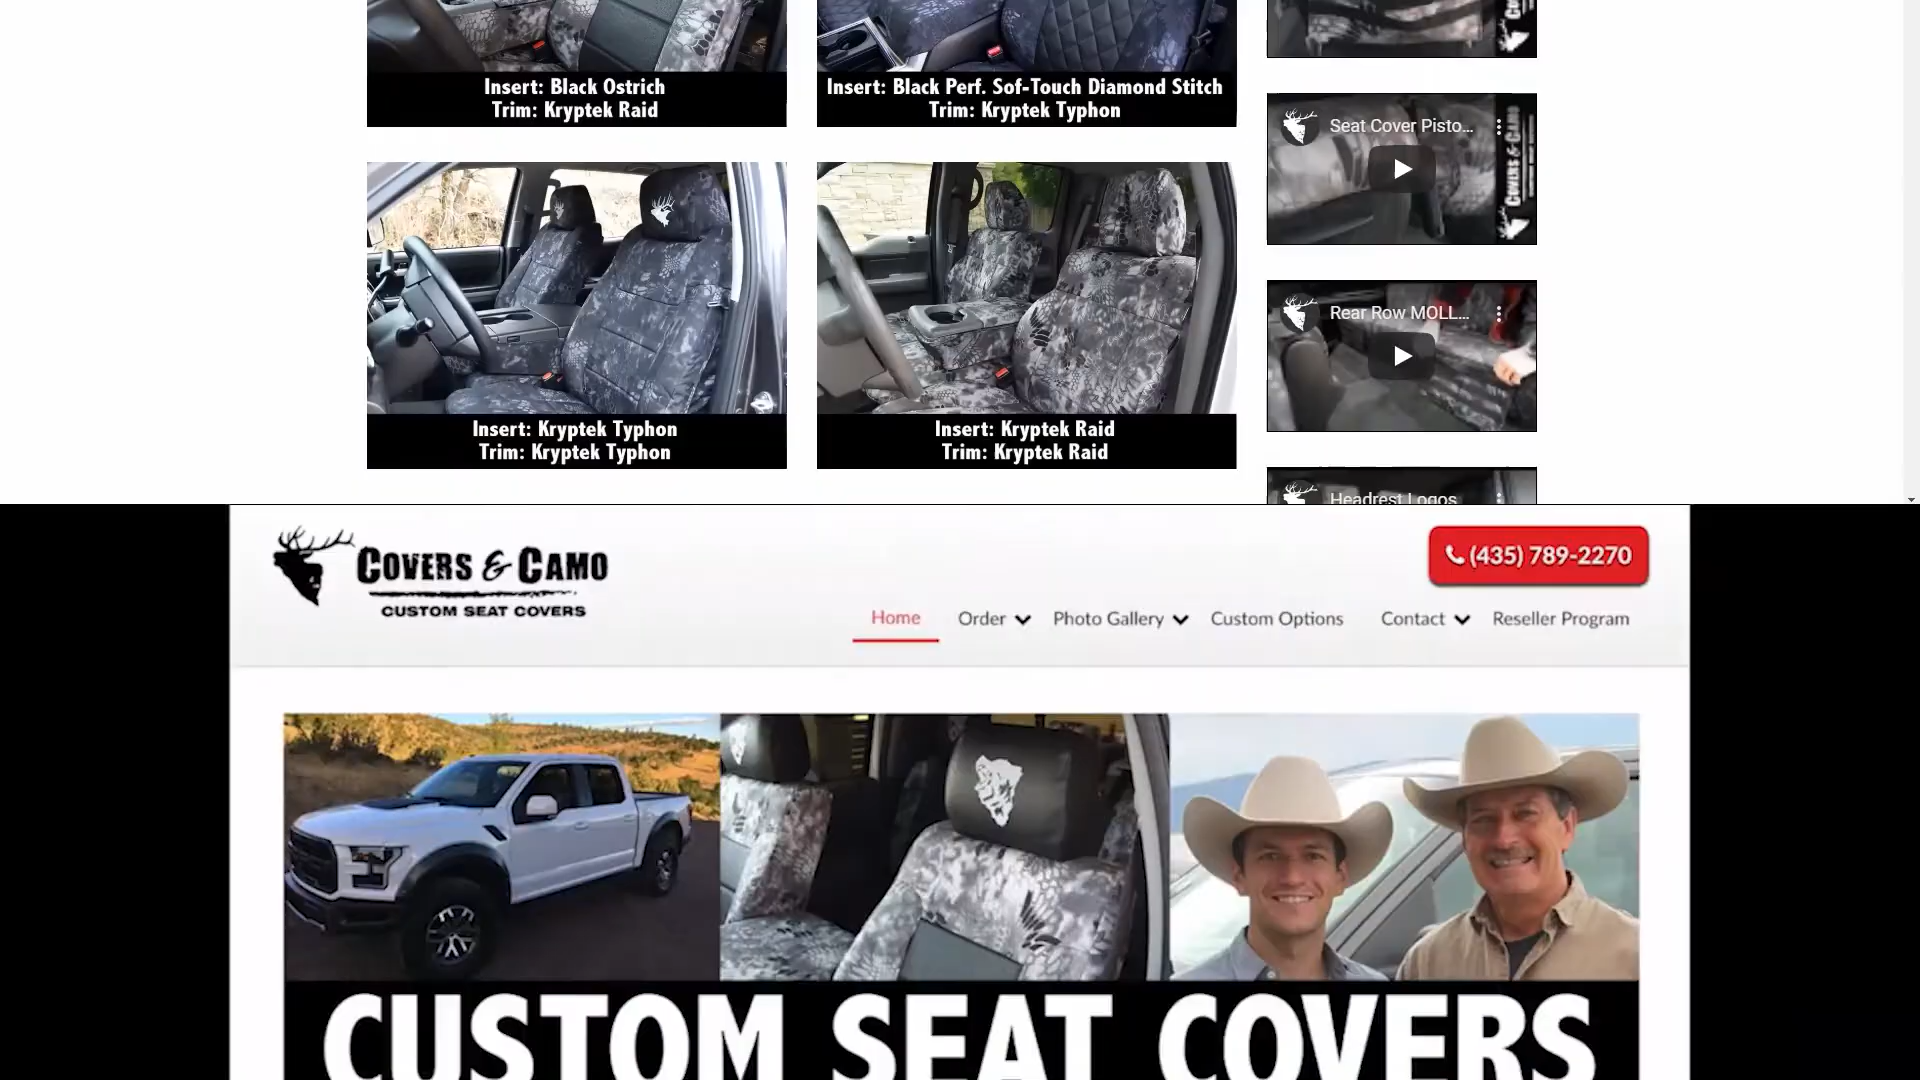 Insert: Black Ostrich
Trim: Kryptek Raid
Insert: Black Perf. Sof-Touch Diamond Stitch
Trim: Kryptek Typhon
Seat Cover Pisto...
COVERS & CAMO
Insert: Kryptek Typhon
Trim: Kryptek Typhon
Insert: Kryptek Raid
Trim: Kryptek Raid
Rear Row MOLL...
Headrest Logos
COVERS & CAMO
CUSTOM SEAT COVERS
(435) 789-2270
Home
Order
Photo Gallery
Custom Options
Contact
Reseller Program
CUSTOM SEAT COVERS